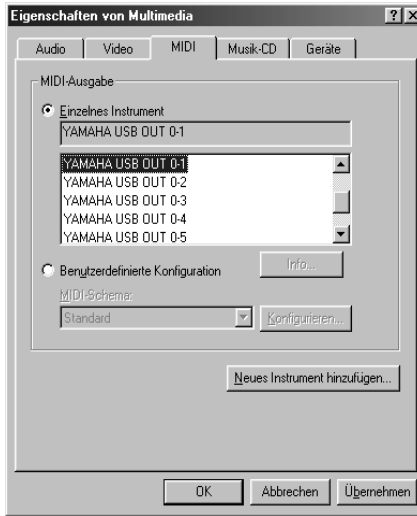 Eigenschaften von Multimedia
Audio Video MIDI Musik-CD Geräte
MIDI-Ausgabe
Einzelnes Instrument
YAMAHA USB OUT 0-1
YAMAHA USB OUT 0-1
YAMAHA USB OUT 0-2
YAMAHA USB OUT 0-3
YAMAHA USB OUT 0-4
YAMAHA USB OUT 0-5
Benutzerdefinierte Konfiguration
Info...
MIDI-Schema:
Standard
Konfigurieren...
Neues Instrument hinzufügen...
OK Abbrechen Übernehmen